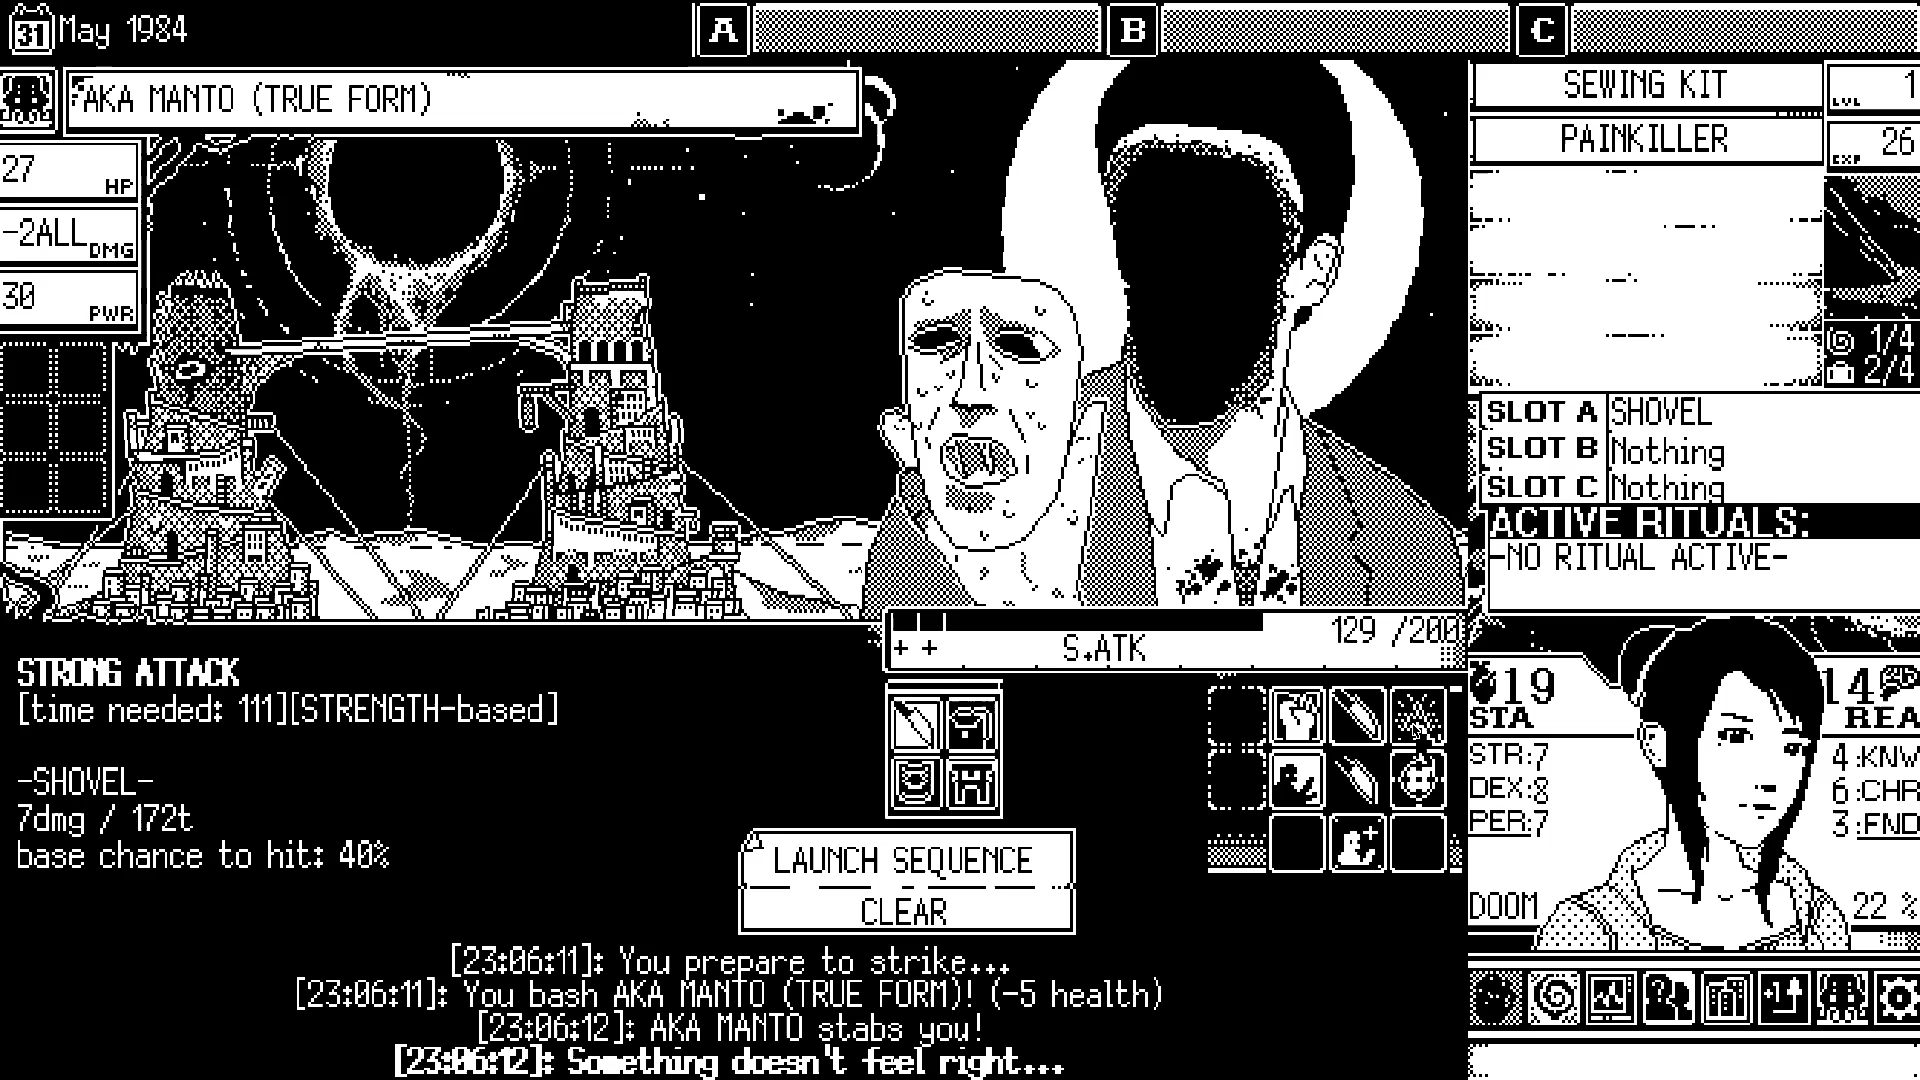 31 May 1984
A
B
C
AKA MANTO (TRUE FORM)
27 HP
-2ALL DMG
30 PWR
SEWING KIT
PAINKILLER
LVL 1
EXP 26
1/4
2/4
SLOT A SHOVEL
SLOT B Nothing
SLOT C Nothing
ACTIVE RITUALS:
-NO RITUAL ACTIVE-
++ S.ATK 129 /200
STRONG ATTACK
[time needed: 111][STRENGTH-based]
-SHOVEL-
7dmg / 172t
base chance to hit: 40%
LAUNCH SEQUENCE
CLEAR
19 STA
14 REA
STR:7
DEX:8
PER:7
4 :KNW
6 :CHR
3 :FND
DOOM 22 %
[23:06:11]: You prepare to strike...
[23:06:11]: You bash AKA MANTO (TRUE FORM)! (-5 health)
[23:06:12]: AKA MANTO stabs you!
[23:06:12]: Something doesn't feel right...